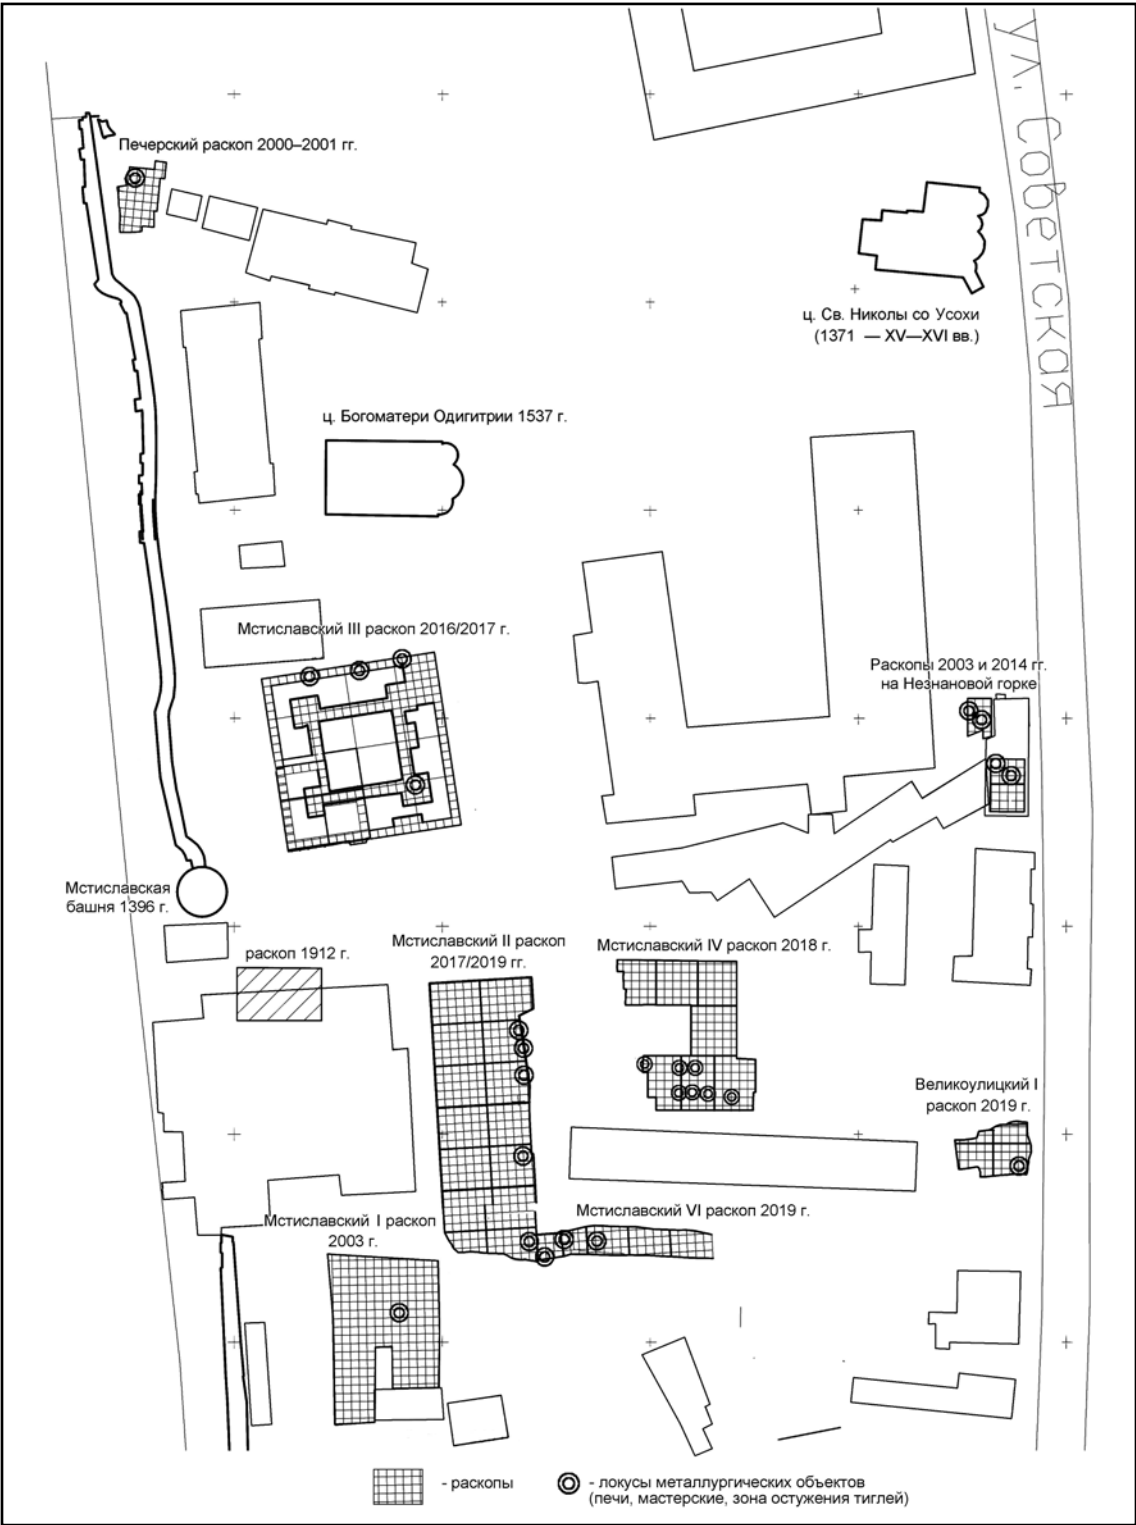 ул. Советская
Печерский раскоп 2000–2001 гг.
ц. Св. Николы со Усохи
(1371 — XV—XVI вв.)
ц. Богоматери Одигитрии 1537 г.
Мстиславский III раскоп 2016/2017 г.
Раскопы 2003 и 2014 гг.
на Незнановой горке
Мстиславская
башня 1396 г.
раскоп 1912 г.
Мстиславский II раскоп
2017/2019 гг.
Мстиславский IV раскоп 2018 г.
Великоулицкий I
раскоп 2019 г.
Мстиславский I раскоп
2003 г.
Мстиславский VI раскоп 2019 г.
- раскопы
- локусы металлургических объектов
(печи, мастерские, зона остужения тиглей)